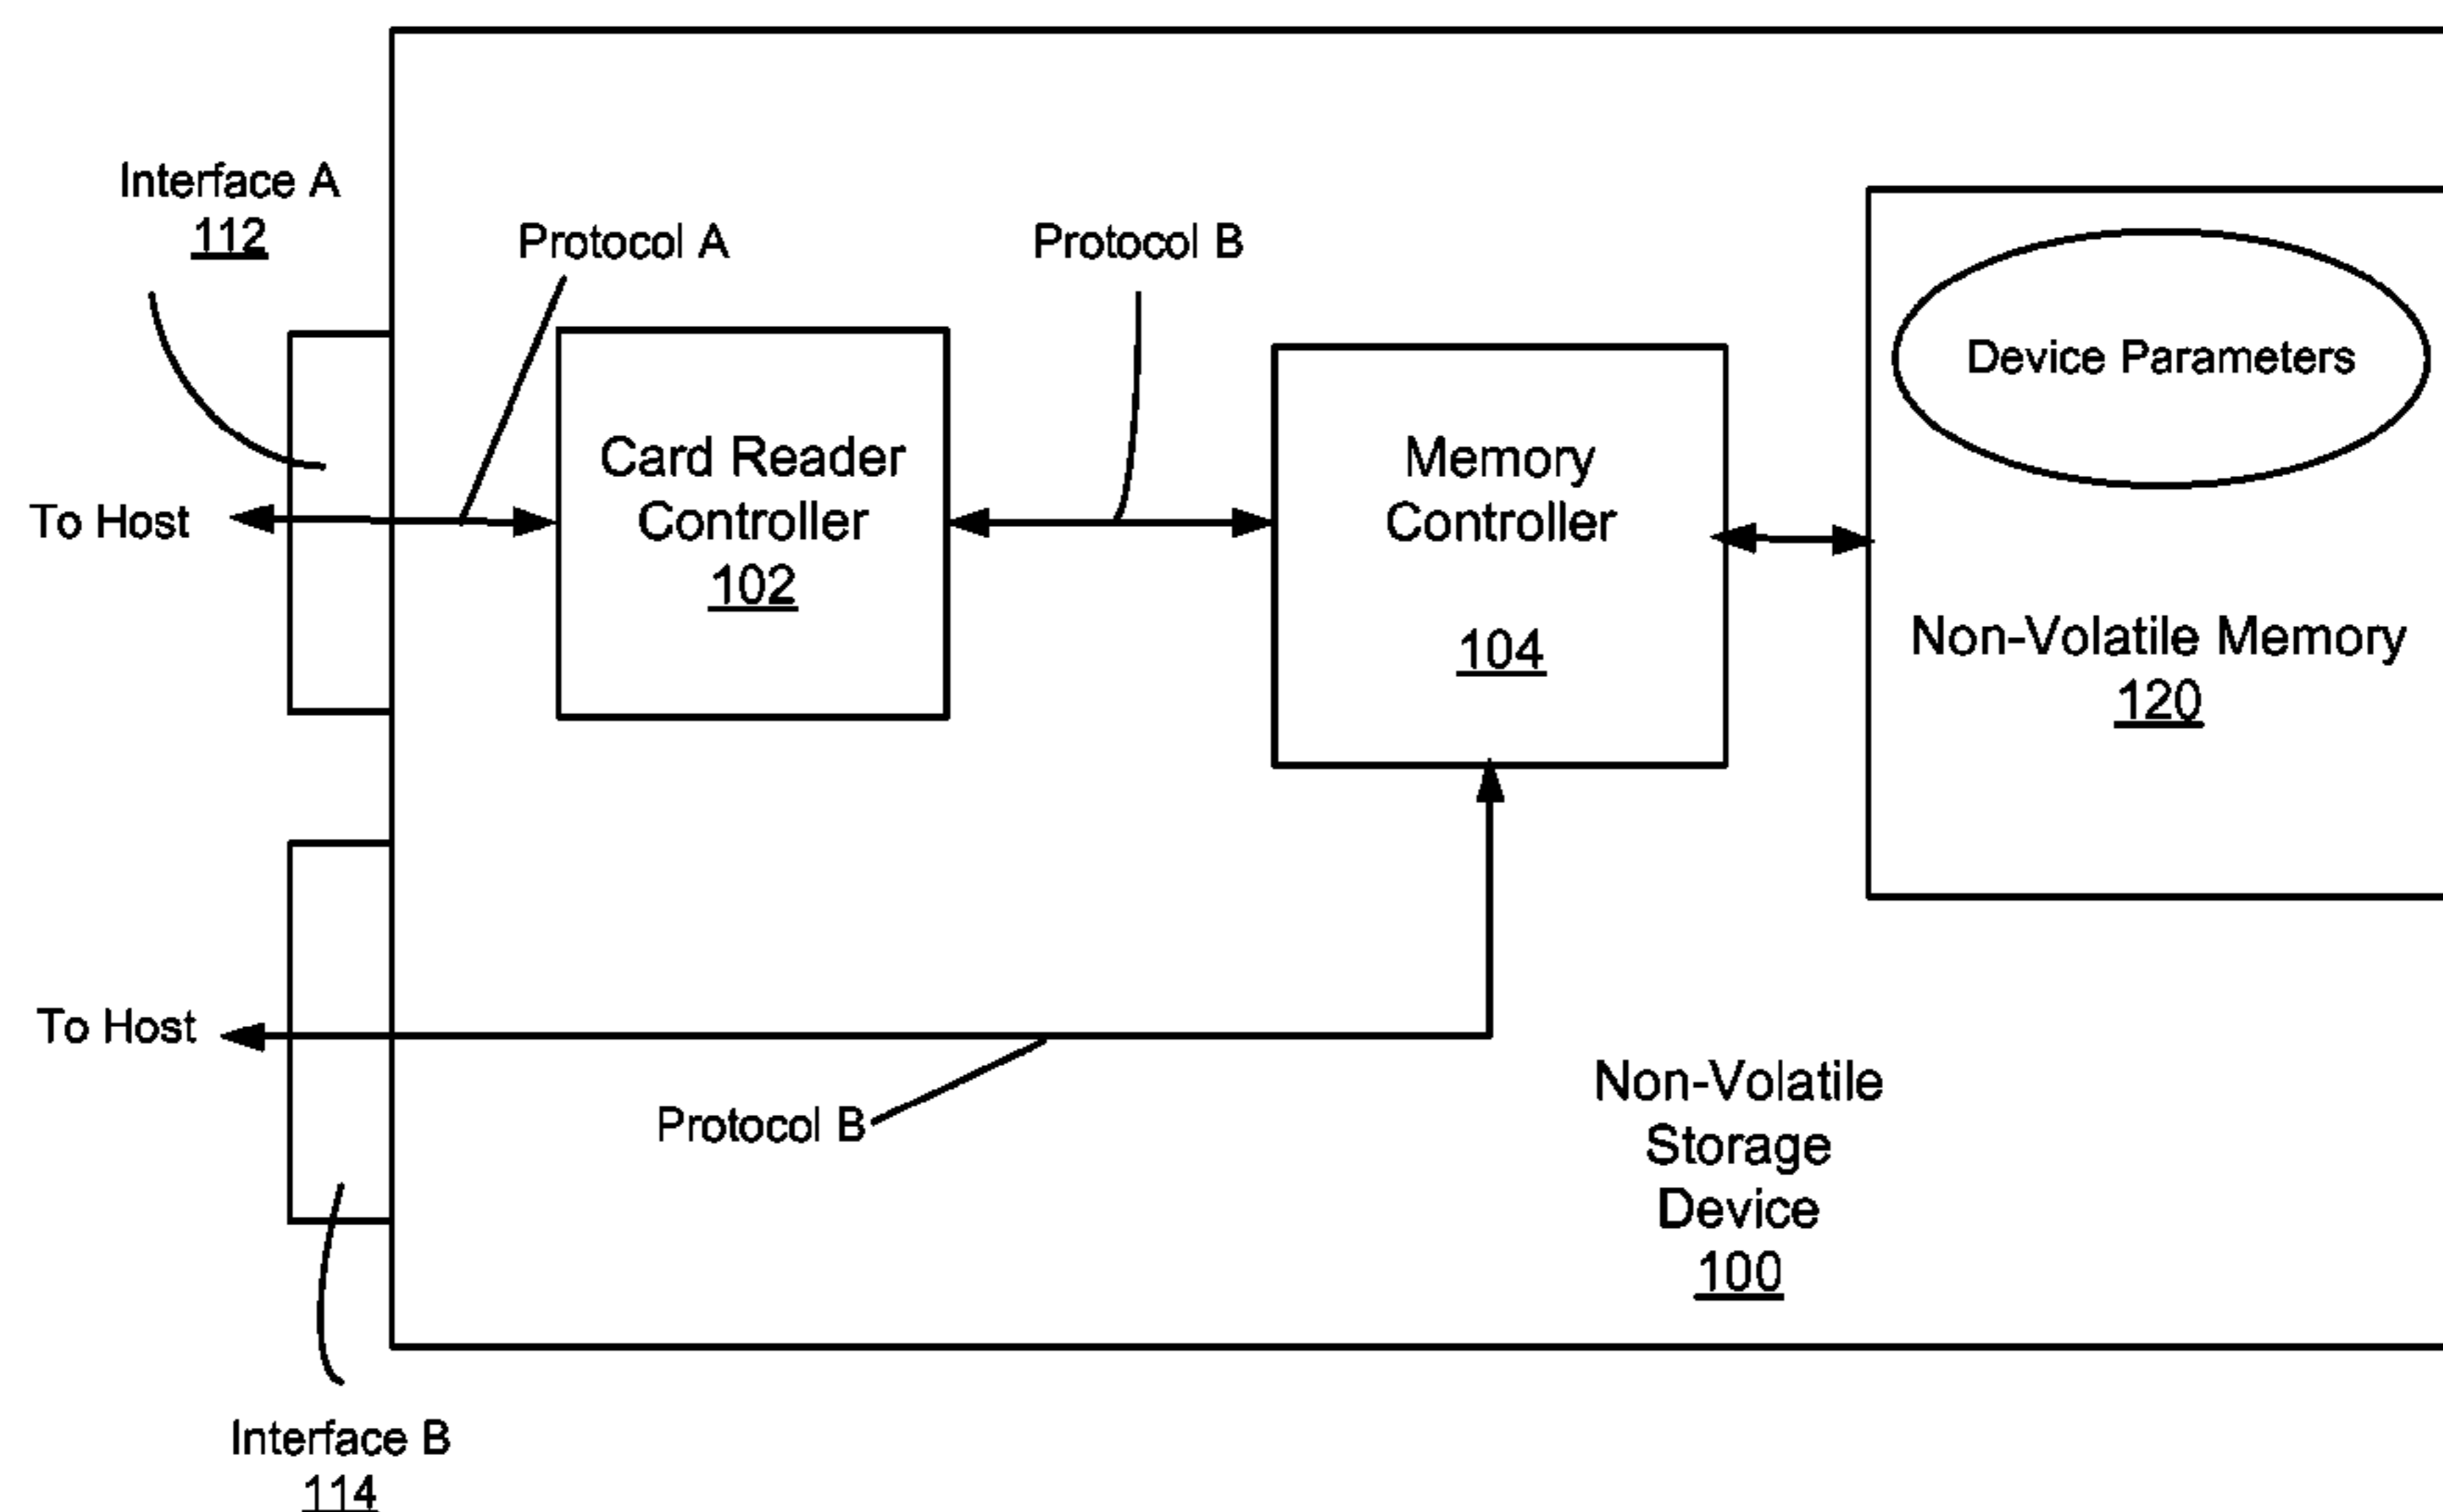 Interface A
112
Protocol A
Protocol B
Device Parameters
Card Reader
Controller
102
Memory
Controller
104
To Host
Non-Volatile Memory
120
To Host
Protocol B
Non-Volatile
Storage
Device
100
Interface B
114